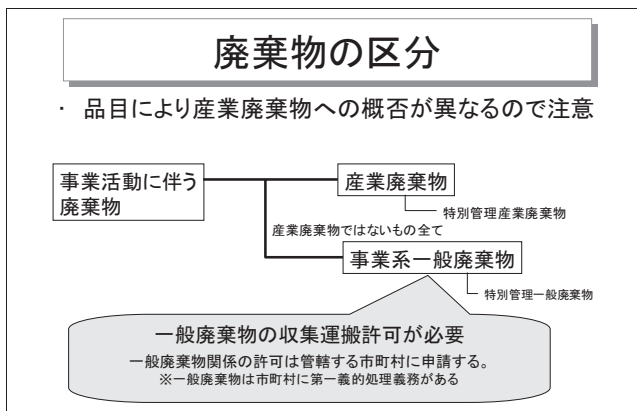 廃棄物の区分
・ 品目により産業廃棄物への概否が異なるので注意
事業活動に伴う
廃棄物
産業廃棄物
特別管理産業廃棄物
産業廃棄物ではないもの全て
事業系一般廃棄物
特別管理一般廃棄物
一般廃棄物の収集運搬許可が必要
一般廃棄物関係の許可は管轄する市町村に申請する。
※一般廃棄物は市町村に第一義的処理義務がある